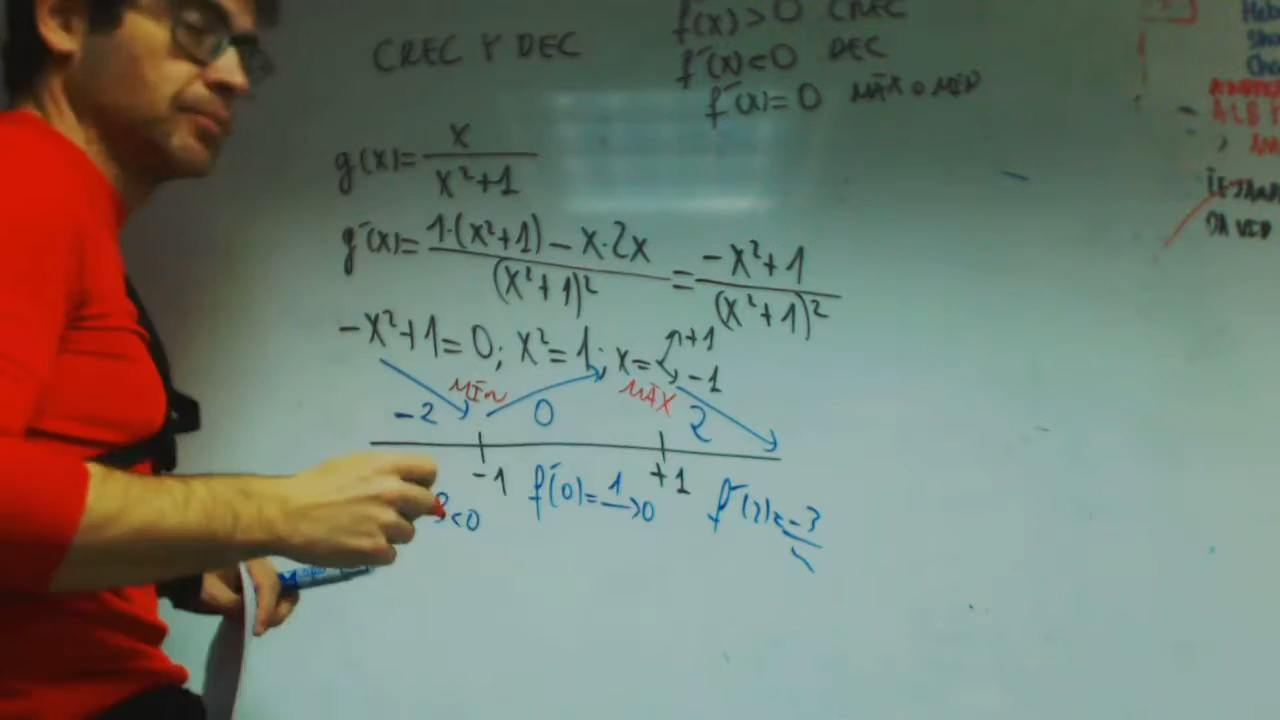 f'(x)>0 CREC
CREC Y DEC
f'(x)<0 DEC
f'(x)=0 MÁX O MÍN
g(x)= x/(x²+1)
g'(x)= (1·(x²+1) - x·2x)/(x²+1)² = (-x²+1)/(x²+1)²
-x²+1=0; x²=1; x= +1 -1
MÍN MÁX
-2 0 2
-1 +1
<0 f'(0)=1>0 f'(2)=-3